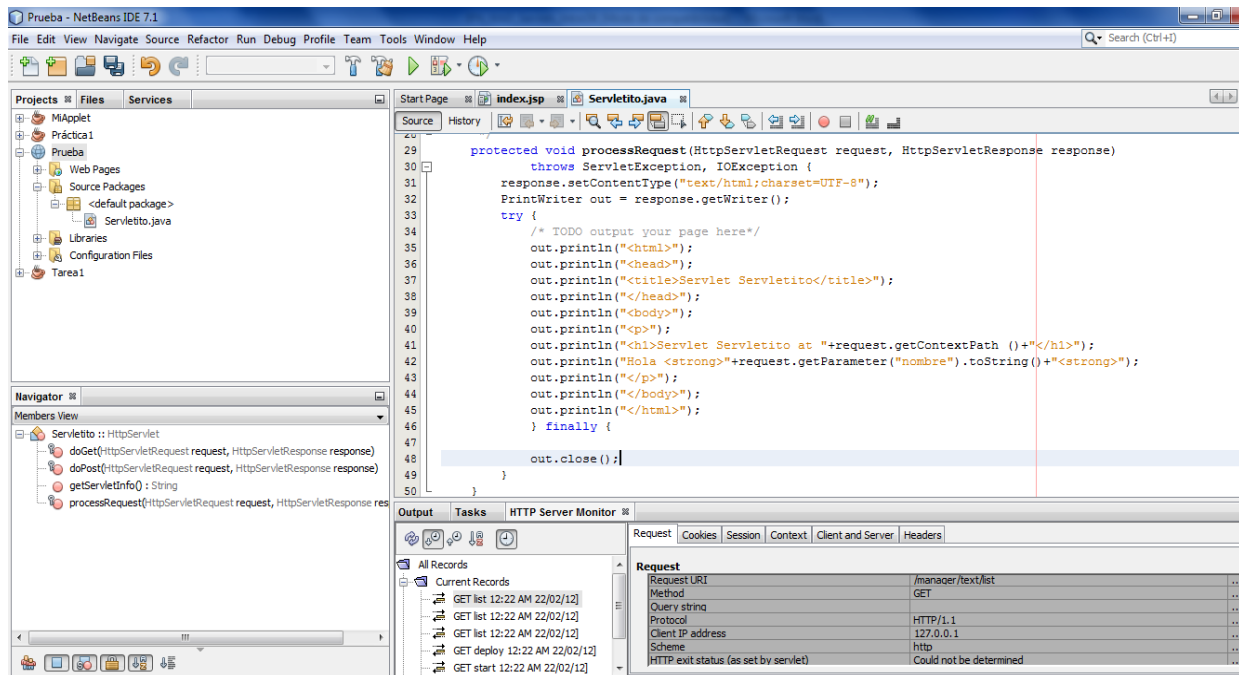 Prueba - NetBeans IDE 7.1
File Edit View Navigate Source Refactor Run Debug Profile Team Tools Window Help
Search (Ctrl+I)
Projects Files Services
MiApplet
Práctica1
Prueba
Web Pages
Source Packages
<default package>
Servletito.java
Libraries
Configuration Files
Tarea1
Navigator
Members View
Servletito :: HttpServlet
doGet(HttpServletRequest request, HttpServletResponse response)
doPost(HttpServletRequest request, HttpServletResponse response)
getServletInfo() : String
processRequest(HttpServletRequest request, HttpServletResponse res
Start Page index.jsp Servletito.java
Source History
29 protected void processRequest(HttpServletRequest request, HttpServletResponse response)
30 throws ServletException, IOException {
31 response.setContentType("text/html;charset=UTF-8");
32 PrintWriter out = response.getWriter();
33 try {
34 /* TODO output your page here*/
35 out.println("<html>");
36 out.println("<head>");
37 out.println("<title>Servlet Servletito</title>");
38 out.println("</head>");
39 out.println("<body>");
40 out.println("<p>");
41 out.println("<h1>Servlet Servletito at "+request.getContextPath ()+"</h1>");
42 out.println("Hola <strong>"+request.getParameter("nombre").toString()+"<strong>");
43 out.println("</p>");
44 out.println("</body>");
45 out.println("</html>");
46 } finally {
47
48 out.close();
49 }
50 }
Output Tasks HTTP Server Monitor
All Records
Current Records
GET list 12:22 AM 22/02/12]
GET list 12:22 AM 22/02/12]
GET list 12:22 AM 22/02/12]
GET deploy 12:22 AM 22/02/12]
GET start 12:22 AM 22/02/12]
Request Cookies Session Context Client and Server Headers
Request
Request URI /manager/text/list ...
Method GET ...
Query string ...
Protocol HTTP/1.1 ...
Client IP address 127.0.0.1 ...
Scheme http ...
HTTP exit status (as set by servlet) Could not be determined ...